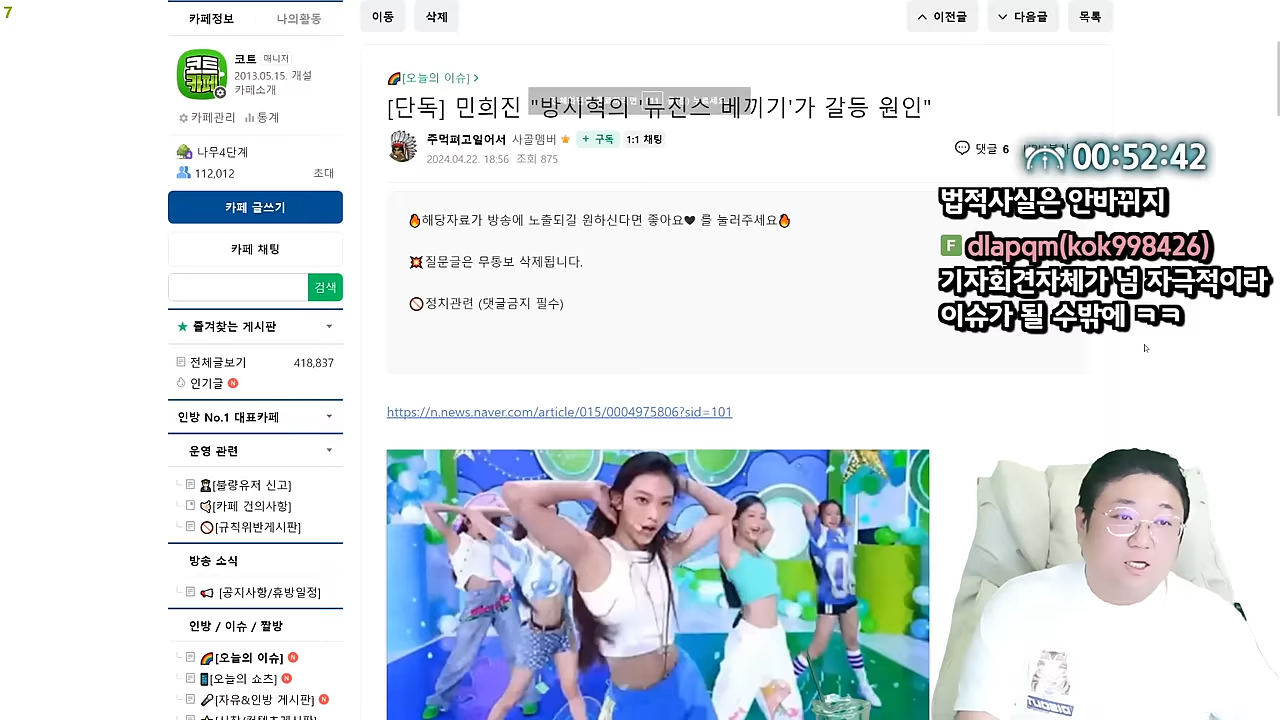 7
카페정보
나의활동
코트 매니저
2013.05.15. 개설
카페소개
카페관리
통계
나무4단계
112,012
초대
카페 글쓰기
카페 채팅
검색
즐겨찾는 게시판
전체글보기
418,837
인기글
인방 No.1 대표카페
운영 관련
[불량유저 신고]
[카페 건의사항]
[규칙위반게시판]
방송 소식
[공지사항/휴방일정]
인방 / 이슈 / 짤방
[오늘의 이슈]
[오늘의 쇼츠]
[자유&인방 게시판]
이동
삭제
이전글
다음글
목록
[오늘의 이슈]
[단독] 민희진 "방시혁의 '뉴진스 베끼기'가 갈등 원인"
주먹펴고일어서 사골멤버 + 구독 1:1 채팅
2024.04.22. 18:56 조회 875
댓글 6
🔥해당자료가 방송에 노출되길 원하신다면 좋아요🖤 를 눌러주세요🔥
💥질문글은 무통보 삭제됩니다.
🚫정치관련 (댓글금지 필수)
https://n.news.naver.com/article/015/0004975806?sid=101
00:52:42
법적사실은 안바뀌지
F dlapqm(kok998426)
기자회견자체가 넘 자극적이라
이슈가 될 수밖에 ㅋㅋ